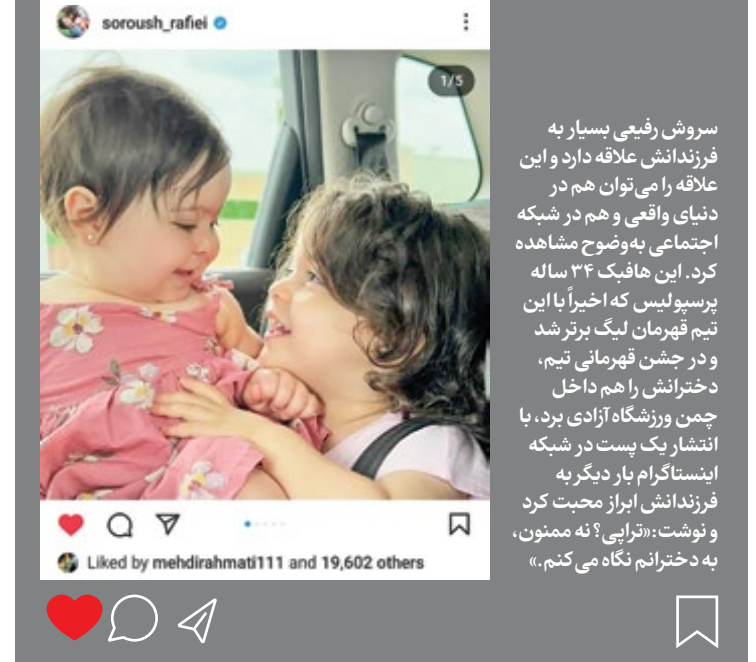 soroush_rafiei
1/5
Liked by mehdirahmati111 and 19,602 others
سروش رفیعی بسیار به
فرزندانش علاقه دارد و این
علاقه را می‌توان هم در
دنیای واقعی و هم در شبکه
اجتماعی به‌وضوح مشاهده
کرد. این هافبک ۳۴ ساله
پرسپولیس که اخیراً با این
تیم قهرمان لیگ برتر شد
و در جشن قهرمانی تیم،
دخترانش را هم داخل
چمن ورزشگاه آزادی برد، با
انتشار یک پست در شبکه
اینستاگرام بار دیگر به
فرزندانش ابراز محبت کرد
و نوشت:«تراپی؟ نه ممنون،
به دخترانم نگاه می‌کنم.»